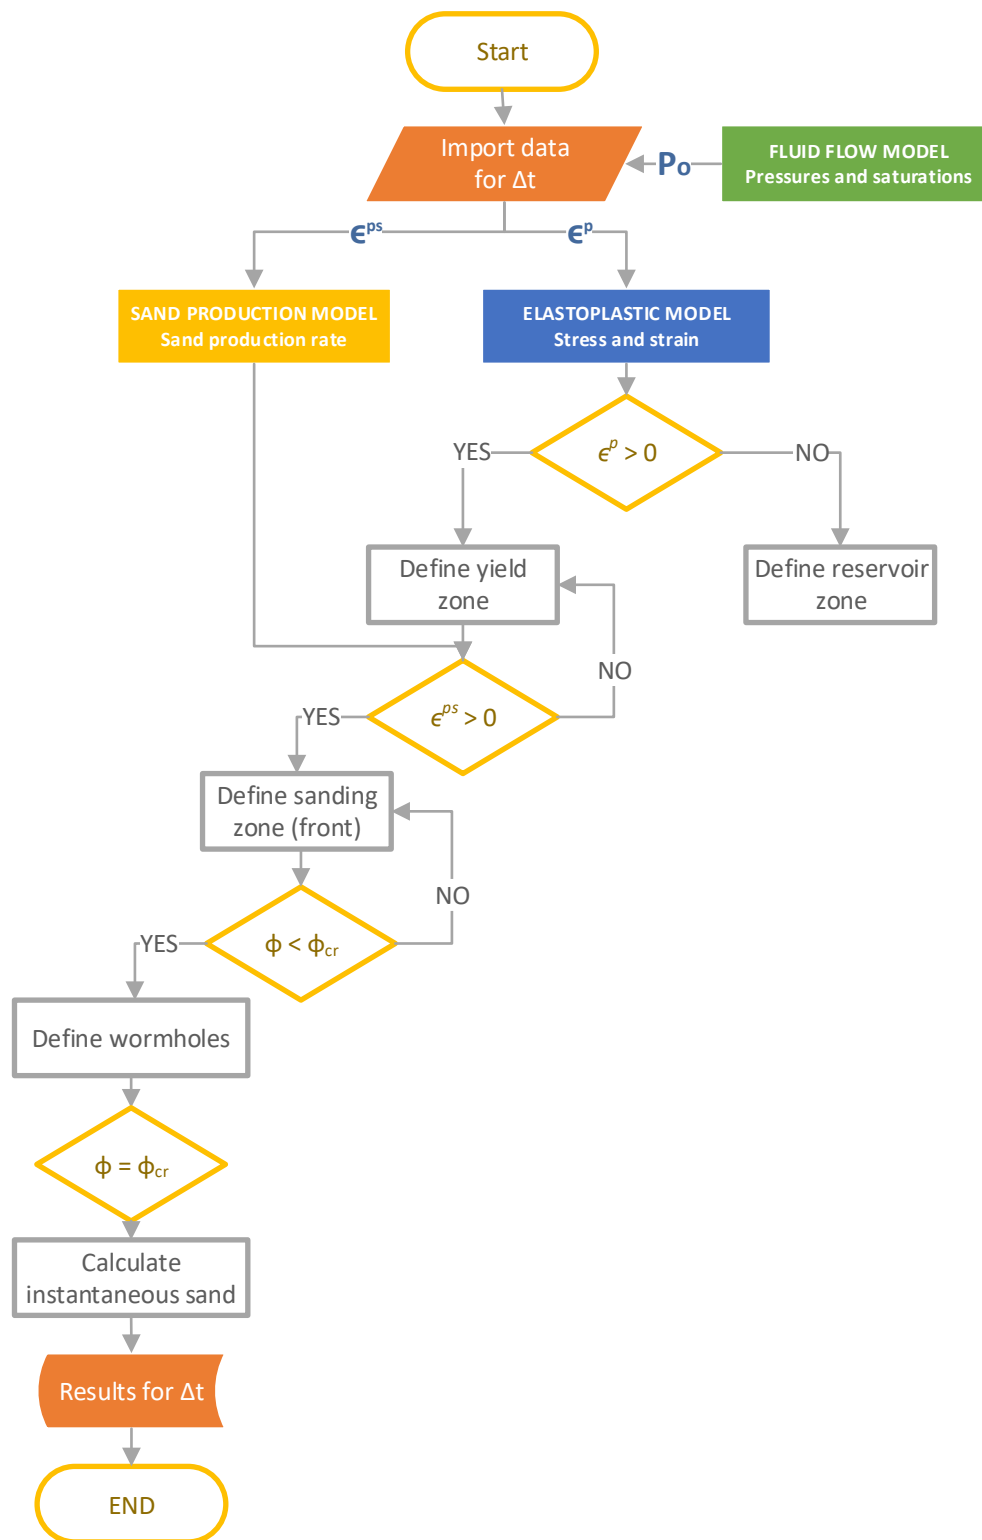 Start
Import data
for Δt
Po
FLUID FLOW MODEL
Pressures and saturations
ϵps
ϵp
SAND PRODUCTION MODEL
Sand production rate
ELASTOPLASTIC MODEL
Stress and strain
ϵp > 0
YES
NO
Define yield
zone
Define reservoir
zone
NO
ϵps > 0
YES
Define sanding
zone (front)
NO
ϕ < ϕcr
YES
Define wormholes
ϕ = ϕcr
Calculate
instantaneous sand
Results for Δt
END